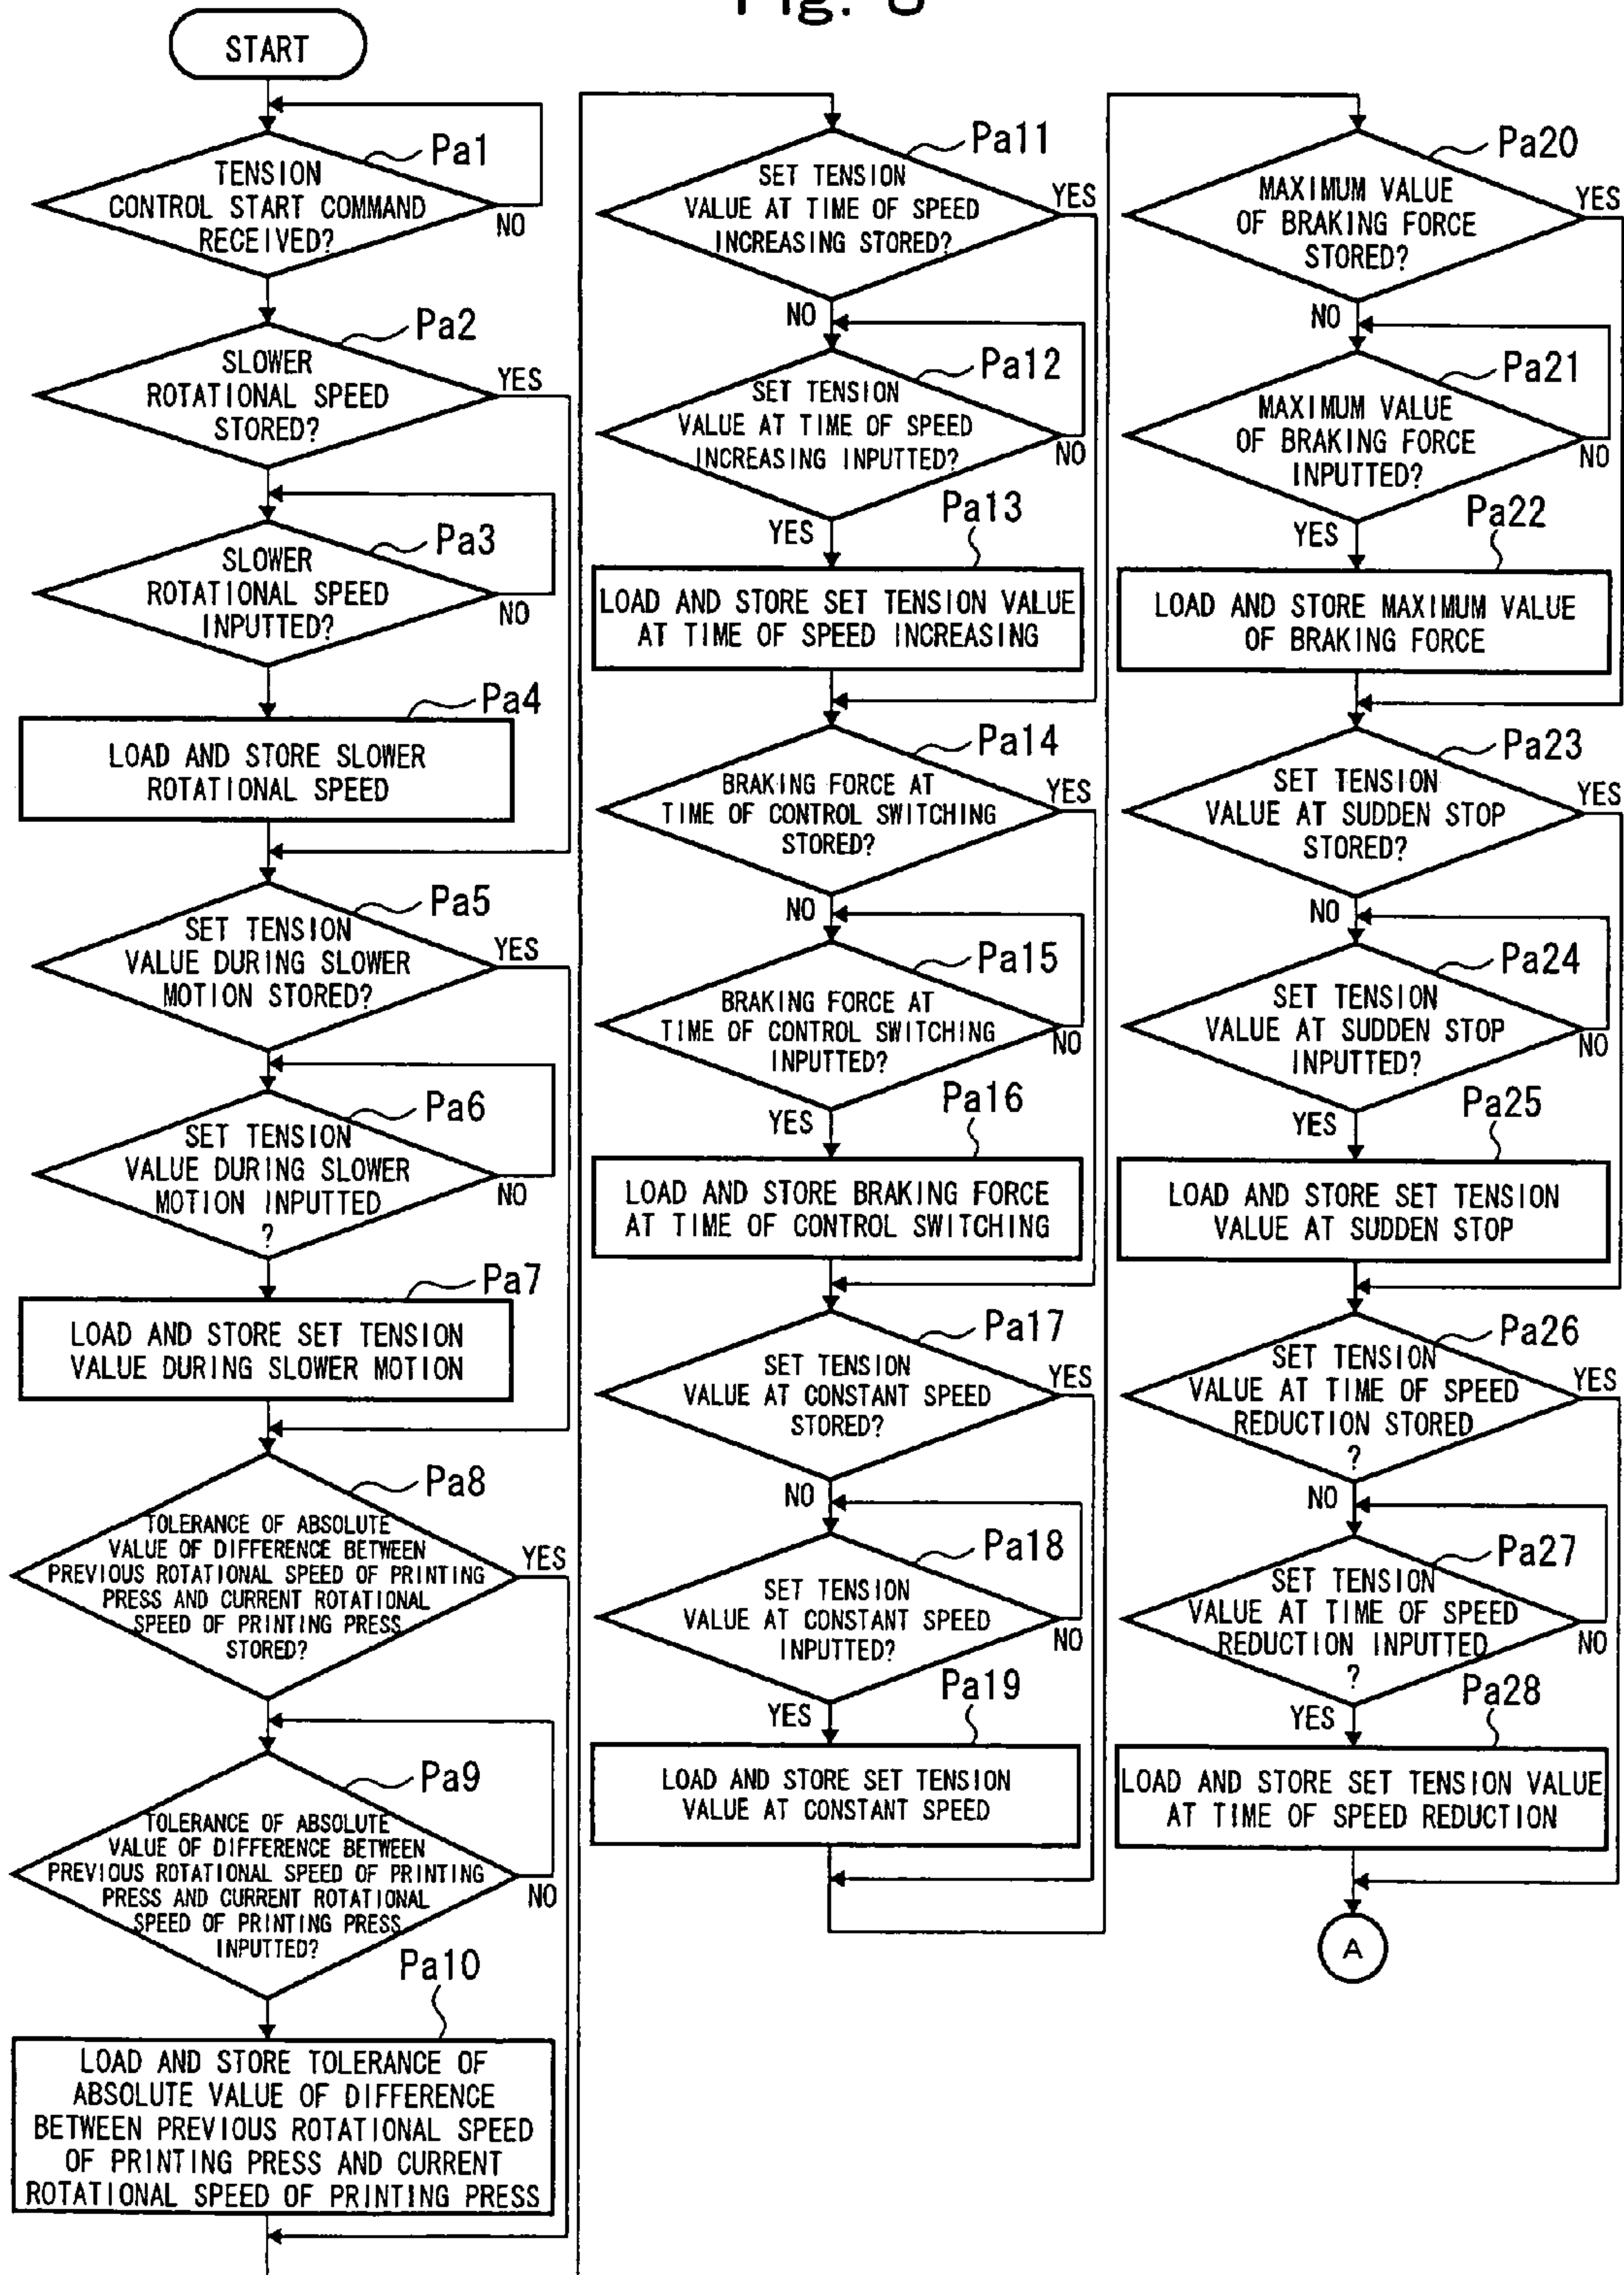 START
Pa1
TENSION
CONTROL START COMMAND
RECEIVED?
NO
Pa2
SLOWER
ROTATIONAL SPEED
STORED?
YES
Pa3
SLOWER
ROTATIONAL SPEED
INPUTTED?
NO
Pa4
LOAD AND STORE SLOWER
ROTATIONAL SPEED
Pa5
SET TENSION
VALUE DURING SLOWER
MOTION STORED?
YES
Pa6
SET TENSION
VALUE DURING SLOWER
MOTION INPUTTED
?
NO
Pa7
LOAD AND STORE SET TENSION
VALUE DURING SLOWER MOTION
Pa8
TOLERANCE OF ABSOLUTE
VALUE OF DIFFERENCE BETWEEN
PREVIOUS ROTATIONAL SPEED OF PRINTING
PRESS AND CURRENT ROTATIONAL
SPEED OF PRINTING PRESS
STORED?
YES
Pa9
TOLERANCE OF ABSOLUTE
VALUE OF DIFFERENCE BETWEEN
PREVIOUS ROTATIONAL SPEED OF PRINTING
PRESS AND CURRENT ROTATIONAL
SPEED OF PRINTING PRESS
INPUTTED?
NO
Pa10
LOAD AND STORE TOLERANCE OF
ABSOLUTE VALUE OF DIFFERENCE
BETWEEN PREVIOUS ROTATIONAL SPEED
OF PRINTING PRESS AND CURRENT
ROTATIONAL SPEED OF PRINTING PRESS
Pa11
SET TENSION
VALUE AT TIME OF SPEED
INCREASING STORED?
YES
NO
Pa12
SET TENSION
VALUE AT TIME OF SPEED
INCREASING INPUTTED?
NO
YES
Pa13
LOAD AND STORE SET TENSION VALUE
AT TIME OF SPEED INCREASING
Pa14
BRAKING FORCE AT
TIME OF CONTROL SWITCHING
STORED?
YES
NO
Pa15
BRAKING FORCE AT
TIME OF CONTROL SWITCHING
INPUTTED?
NO
YES
Pa16
LOAD AND STORE BRAKING FORCE
AT TIME OF CONTROL SWITCHING
Pa17
SET TENSION
VALUE AT CONSTANT SPEED
STORED?
YES
NO
Pa18
SET TENSION
VALUE AT CONSTANT SPEED
INPUTTED?
NO
YES
Pa19
LOAD AND STORE SET TENSION
VALUE AT CONSTANT SPEED
Pa20
MAXIMUM VALUE
OF BRAKING FORCE
STORED?
YES
NO
Pa21
MAXIMUM VALUE
OF BRAKING FORCE
INPUTTED?
NO
YES
Pa22
LOAD AND STORE MAXIMUM VALUE
OF BRAKING FORCE
Pa23
SET TENSION
VALUE AT SUDDEN STOP
STORED?
YES
NO
Pa24
SET TENSION
VALUE AT SUDDEN STOP
INPUTTED?
NO
YES
Pa25
LOAD AND STORE SET TENSION
VALUE AT SUDDEN STOP
Pa26
SET TENSION
VALUE AT TIME OF SPEED
REDUCTION STORED
?
YES
NO
Pa27
SET TENSION
VALUE AT TIME OF SPEED
REDUCTION INPUTTED
?
NO
YES
Pa28
LOAD AND STORE SET TENSION VALUE
AT TIME OF SPEED REDUCTION
A